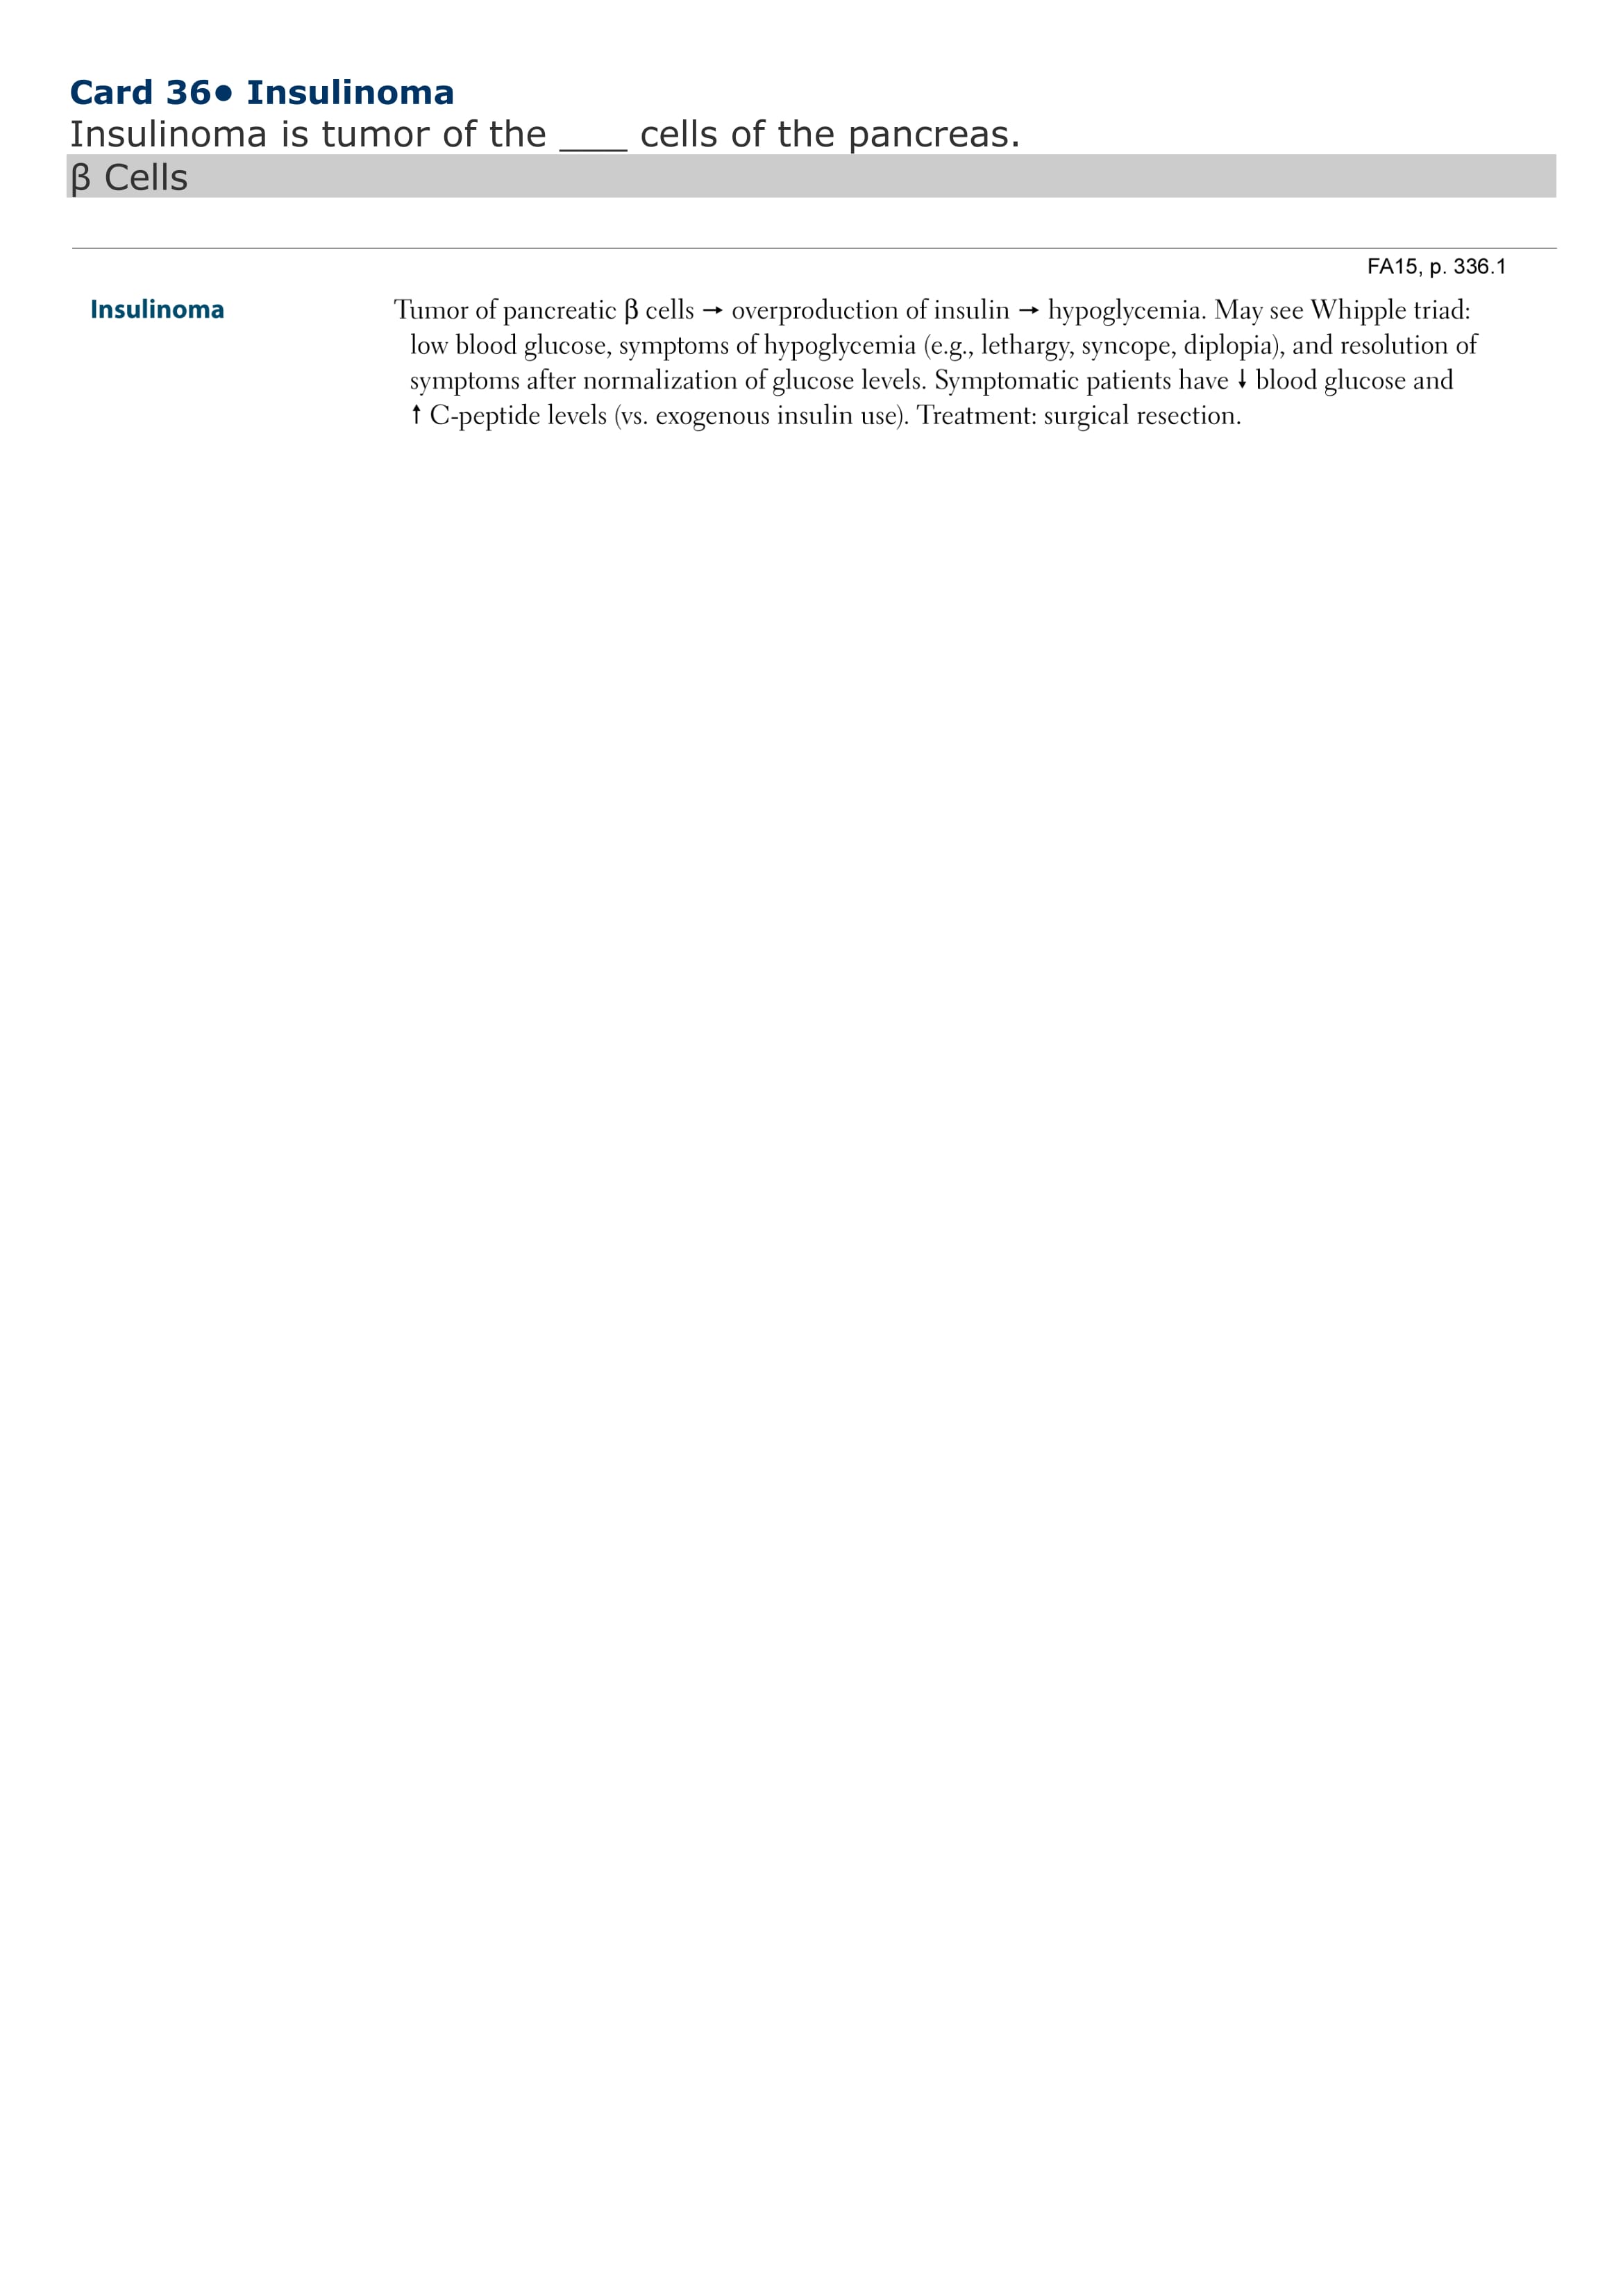 Card 36● Insulinoma
Insulinoma is tumor of the ____ cells of the pancreas.
β Cells
FA15, p. 336.1
Insulinoma
Tumor of pancreatic β cells → overproduction of insulin → hypoglycemia. May see Whipple triad:
low blood glucose, symptoms of hypoglycemia (e.g., lethargy, syncope, diplopia), and resolution of
symptoms after normalization of glucose levels. Symptomatic patients have ↓ blood glucose and
↑ C-peptide levels (vs. exogenous insulin use). Treatment: surgical resection.